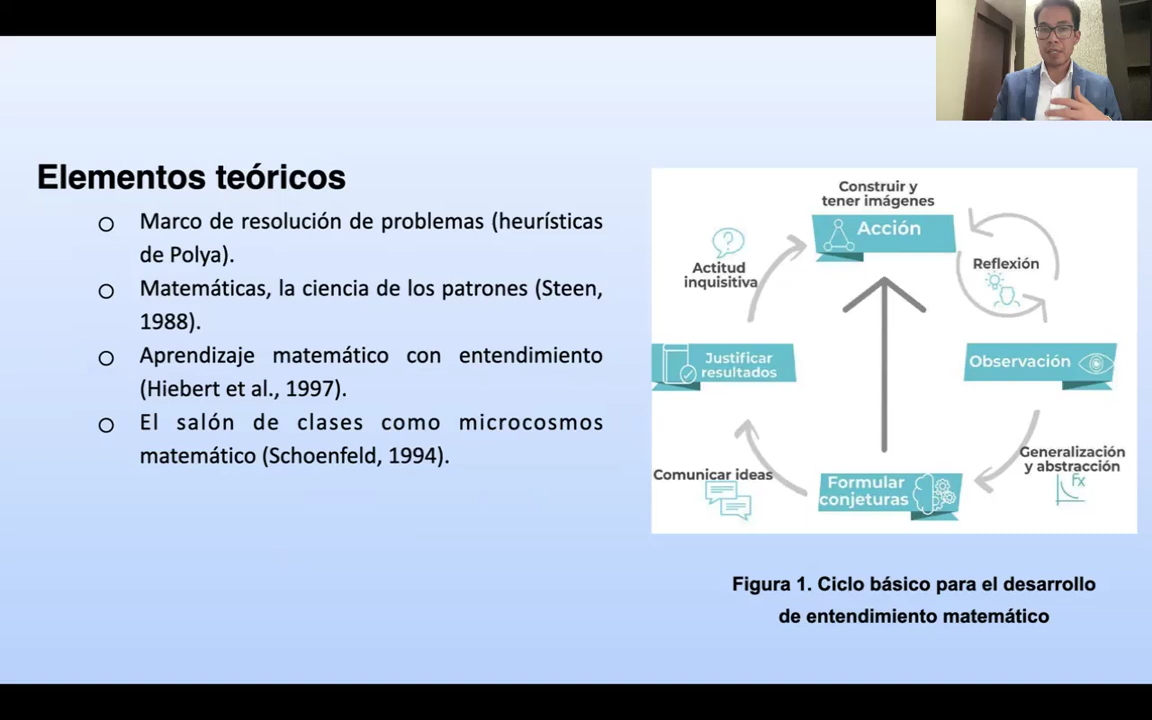 Elementos teóricos
Marco de resolución de problemas (heurísticas
de Polya).
Matemáticas, la ciencia de los patrones (Steen,
1988).
Aprendizaje matemático con entendimiento
(Hiebert et al., 1997).
El salón de clases como microcosmos
matemático (Schoenfeld, 1994).
Construir y
tener imágenes
Acción
Reflexión
Actitud
inquisitiva
Observación
Justificar
resultados
Generalización
y abstracción
fx
Formular
conjeturas
Comunicar ideas
Figura 1. Ciclo básico para el desarrollo
de entendimiento matemático